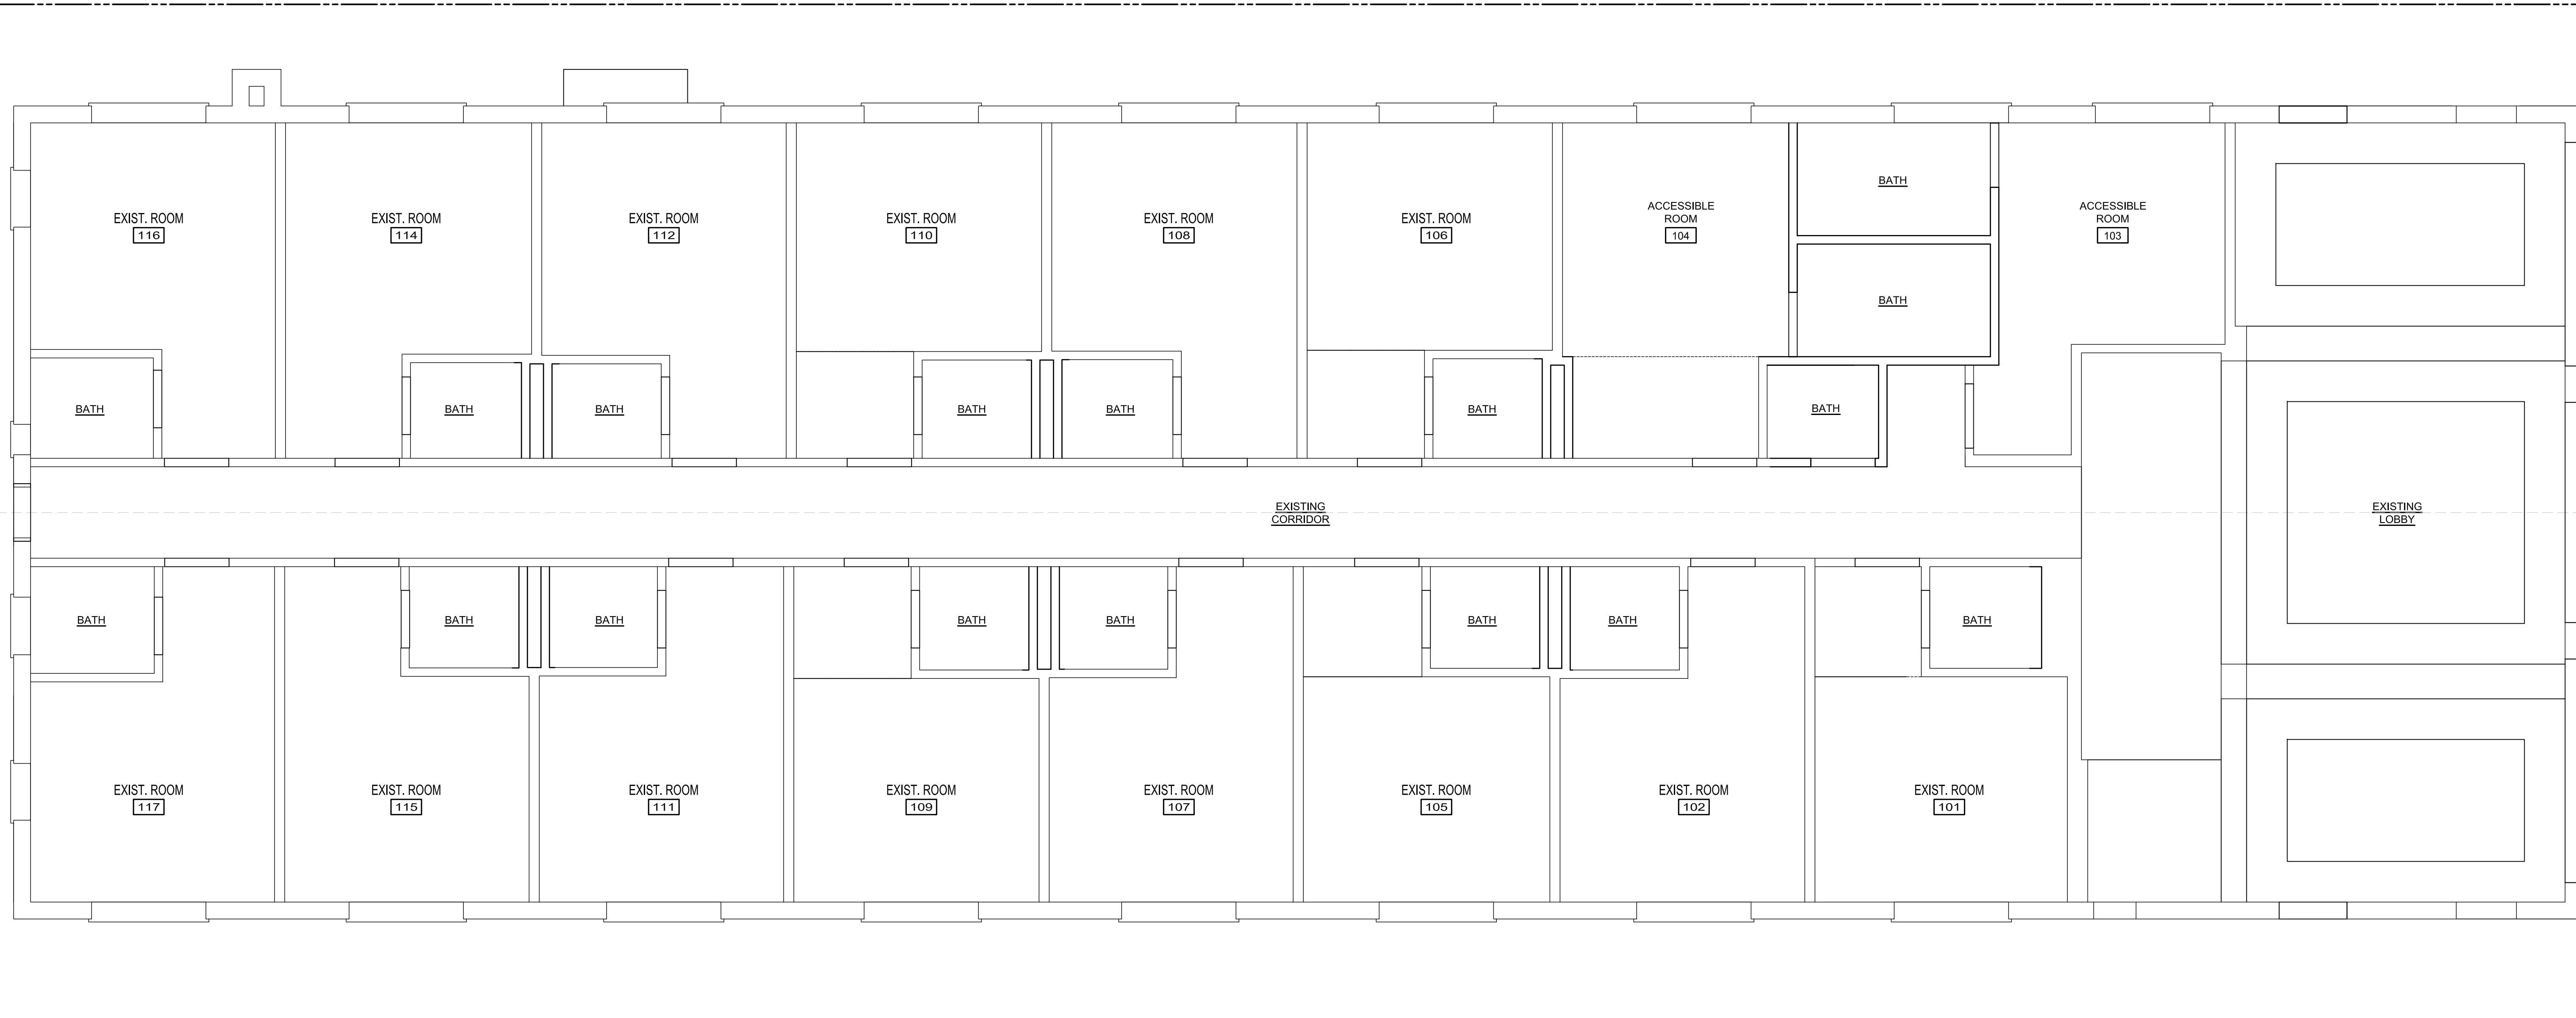 BATH
EXIST. ROOM
116
EXIST. ROOM
114
EXIST. ROOM
112
EXIST. ROOM
110
EXIST. ROOM
108
EXIST. ROOM
106
ACCESSIBLE
ROOM
104
ACCESSIBLE
ROOM
103
BATH
BATH
BATH
BATH
BATH
BATH
BATH
BATH
BATH
EXISTING
CORRIDOR
EXISTING
LOBBY
BATH
BATH
BATH
BATH
BATH
BATH
BATH
BATH
EXIST. ROOM
117
EXIST. ROOM
115
EXIST. ROOM
111
EXIST. ROOM
109
EXIST. ROOM
107
EXIST. ROOM
105
EXIST. ROOM
102
EXIST. ROOM
101